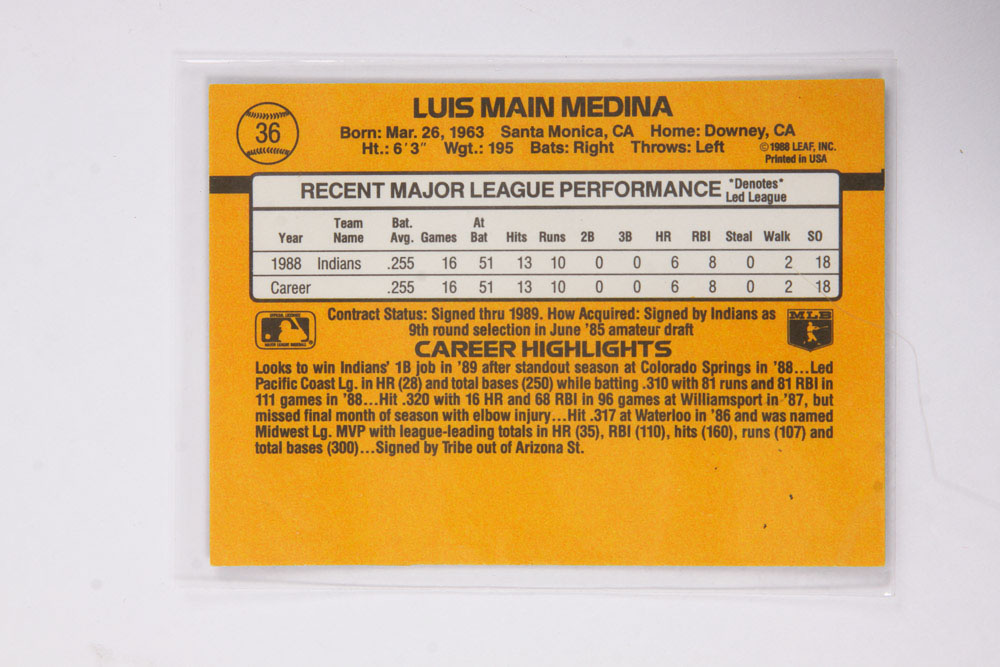 36
LUIS MAIN MEDINA
Born: Mar. 26, 1963 Santa Monica, CA Home: Downey, CA
Ht.: 6'3" Wgt.: 195 Bats: Right Throws: Left
©1988 LEAF, INC.
Printed in USA
RECENT MAJOR LEAGUE PERFORMANCE *Denotes*
Led League
Year Team Name Bat. Avg. Games At Bat Hits Runs 2B 3B HR RBI Steal Walk SO
1988 Indians .255 16 51 13 10 0 0 6 8 0 2 18
Career .255 16 51 13 10 0 0 6 8 0 2 18
Contract Status: Signed thru 1989. How Acquired: Signed by Indians as
9th round selection in June '85 amateur draft
MLB
CAREER HIGHLIGHTS
Looks to win Indians' 1B job in '89 after standout season at Colorado Springs in '88...Led
Pacific Coast Lg. in HR (28) and total bases (250) while batting .310 with 81 runs and 81 RBI in
111 games in '88...Hit .320 with 16 HR and 68 RBI in 96 games at Williamsport in '87, but
missed final month of season with elbow injury...Hit .317 at Waterloo in '86 and was named
Midwest Lg. MVP with league-leading totals in HR (35), RBI (110), hits (160), runs (107) and
total bases (300)...Signed by Tribe out of Arizona St.